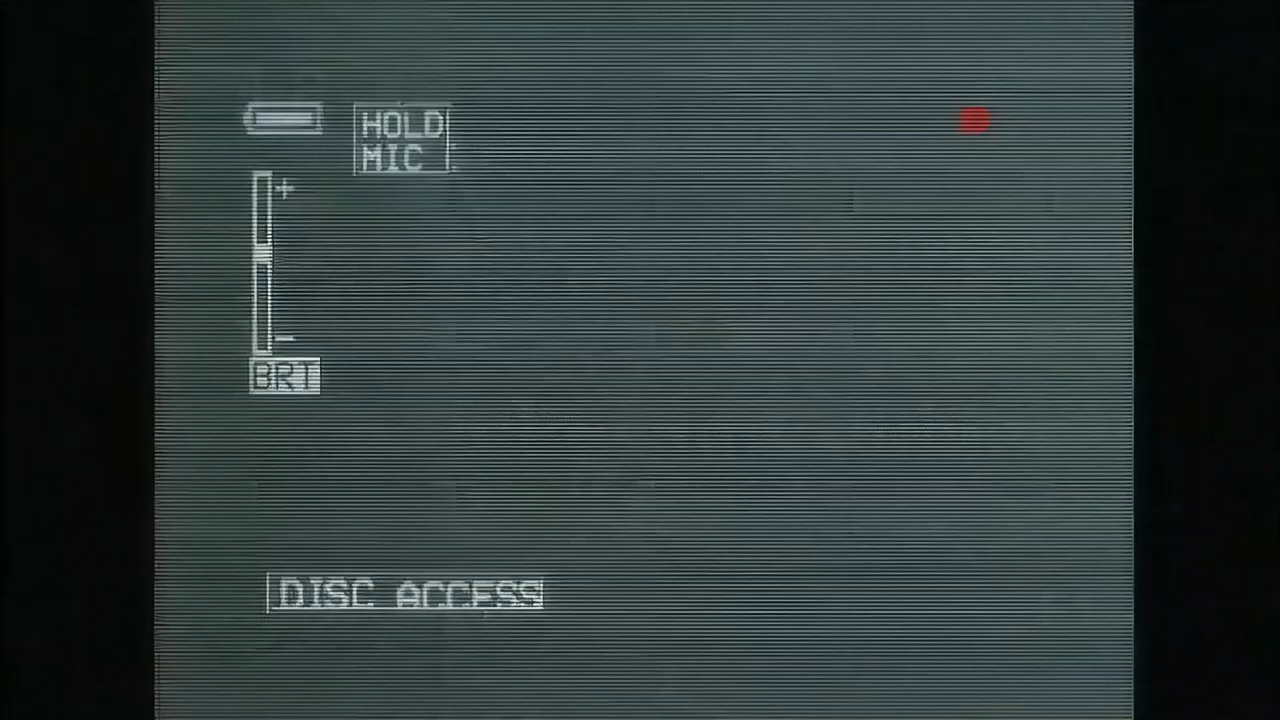 HOLD
MIC
+
-
BRT
DISC ACCESS